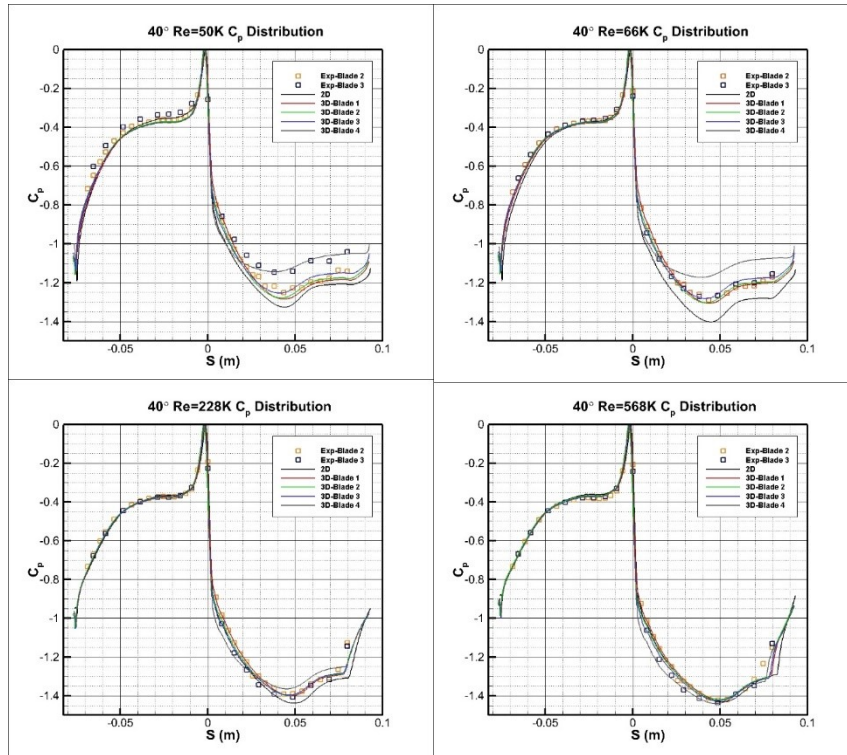 40° Re=50K Cp Distribution
Exp-Blade 2
Exp-Blade 3
2D
3D-Blade 1
3D-Blade 2
3D-Blade 3
3D-Blade 4
0
-0.2
-0.4
-0.6
-0.8
-1
-1.2
-1.4
Cp
-0.05
0
0.05
0.1
S (m)
40° Re=66K Cp Distribution
Exp-Blade 2
Exp-Blade 3
2D
3D-Blade 1
3D-Blade 2
3D-Blade 3
3D-Blade 4
0
-0.2
-0.4
-0.6
-0.8
-1
-1.2
-1.4
Cp
-0.05
0
0.05
0.1
S (m)
40° Re=228K Cp Distribution
Exp-Blade 2
Exp-Blade 3
2D
3D-Blade 1
3D-Blade 2
3D-Blade 3
3D-Blade 4
0
-0.2
-0.4
-0.6
-0.8
-1
-1.2
-1.4
Cp
-0.05
0
0.05
0.1
S (m)
40° Re=568K Cp Distribution
Exp-Blade 2
Exp-Blade 3
2D
3D-Blade 1
3D-Blade 2
3D-Blade 3
3D-Blade 4
0
-0.2
-0.4
-0.6
-0.8
-1
-1.2
-1.4
Cp
-0.05
0
0.05
0.1
S (m)